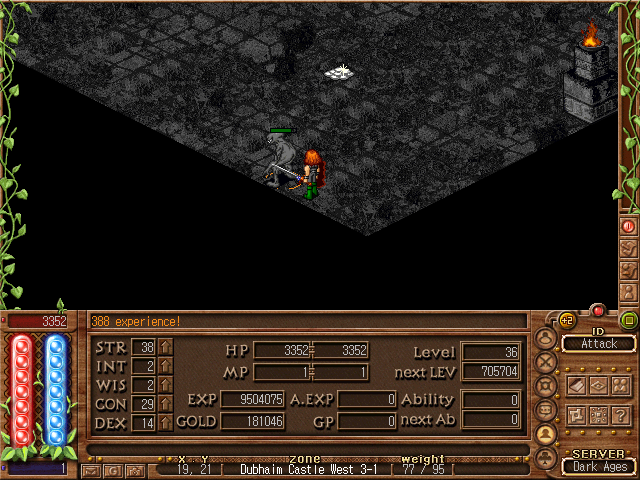 3352 388 experience! +2 ID
Attack
STR 38 HP 3352 3352 Level 36
INT 2 MP 1 1 next LEV 705704
WIS 2
CON 29 EXP 9504075 A.EXP 0 Ability 0
DEX 14 GOLD 181046 GP 0 next Ab 0
G ?
x . y zone weight SERVER
1 19, 21 [ Dubhaim Castle West 3-1 ] 77 / 95 [ Dark Ages